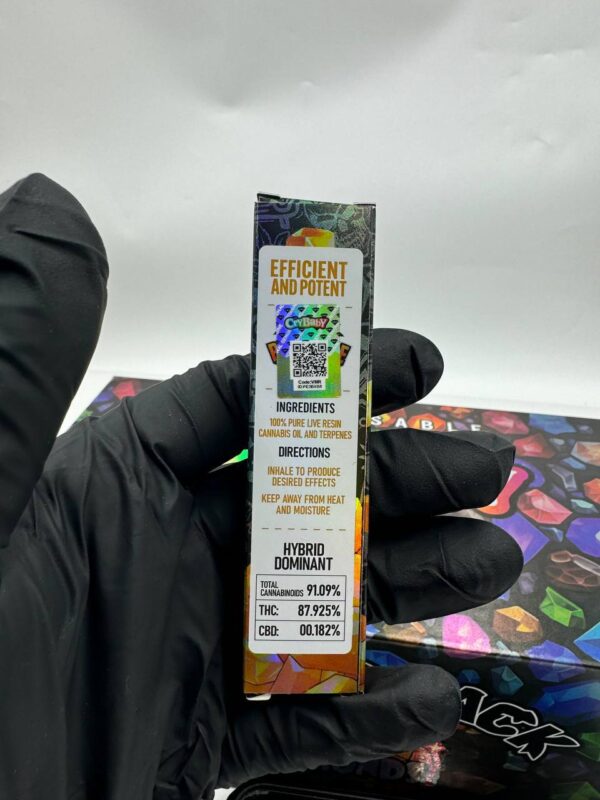 EFFICIENT
AND POTENT
CRYBABY
INGREDIENTS
100% PURE LIVE RESIN
CANNABIS OIL AND TERPENES
DIRECTIONS
INHALE TO PRODUCE
DESIRED EFFECTS
KEEP AWAY FROM HEAT
AND MOISTURE
HYBRID
DOMINANT
TOTAL
CANNABINOIDS 91.09%
THC: 87.925%
CBD: 00.182%
SABLE
ACK